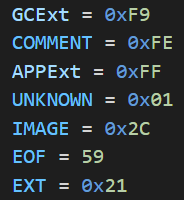 GCExt = 0xF9
COMMENT = 0xFE
APPExt = 0xFF
UNKNOWN = 0x01
IMAGE = 0x2C
EOF = 59
EXT = 0x21